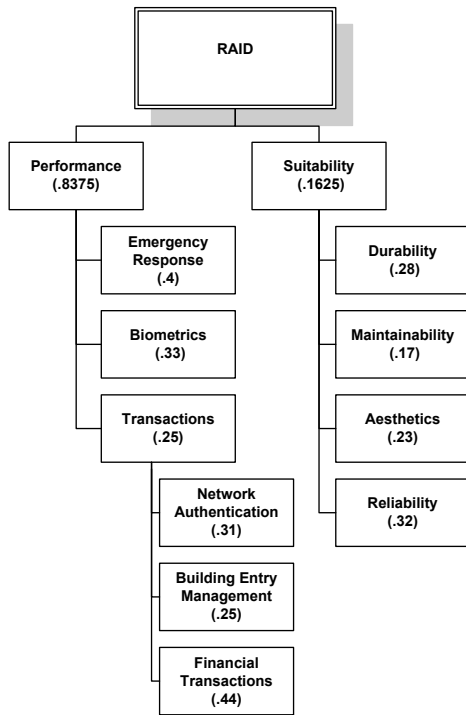 RAID
Performance
(.8375)
Suitability
(.1625)
Emergency
Response
(.4)
Biometrics
(.33)
Transactions
(.25)
Network
Authentication
(.31)
Building Entry
Management
(.25)
Financial
Transactions
(.44)
Durability
(.28)
Maintainability
(.17)
Aesthetics
(.23)
Reliability
(.32)